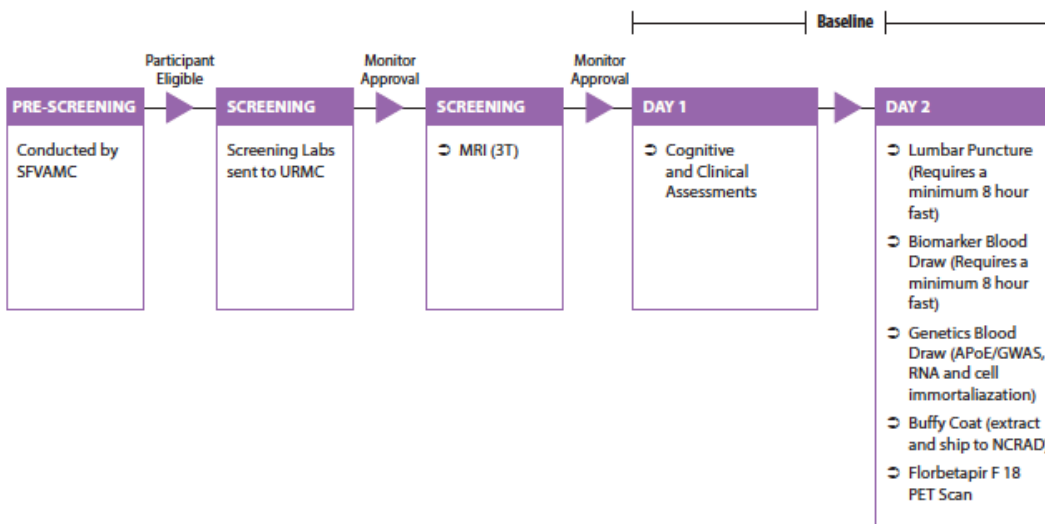 Baseline
Participant
Eligible
Monitor
Approval
Monitor
Approval
PRE-SCREENING
Conducted by
SFVAMC
SCREENING
Screening Labs
sent to URMC
SCREENING
➲ MRI (3T)
DAY 1
➲ Cognitive
and Clinical
Assessments
DAY 2
➲ Lumbar Puncture
(Requires a
minimum 8 hour
fast)
➲ Biomarker Blood
Draw (Requires a
minimum 8 hour
fast)
➲ Genetics Blood
Draw (APoE/GWAS,
RNA and cell
immortaliazation)
➲ Buffy Coat (extract
and ship to NCRAD)
➲ Florbetapir F 18
PET Scan